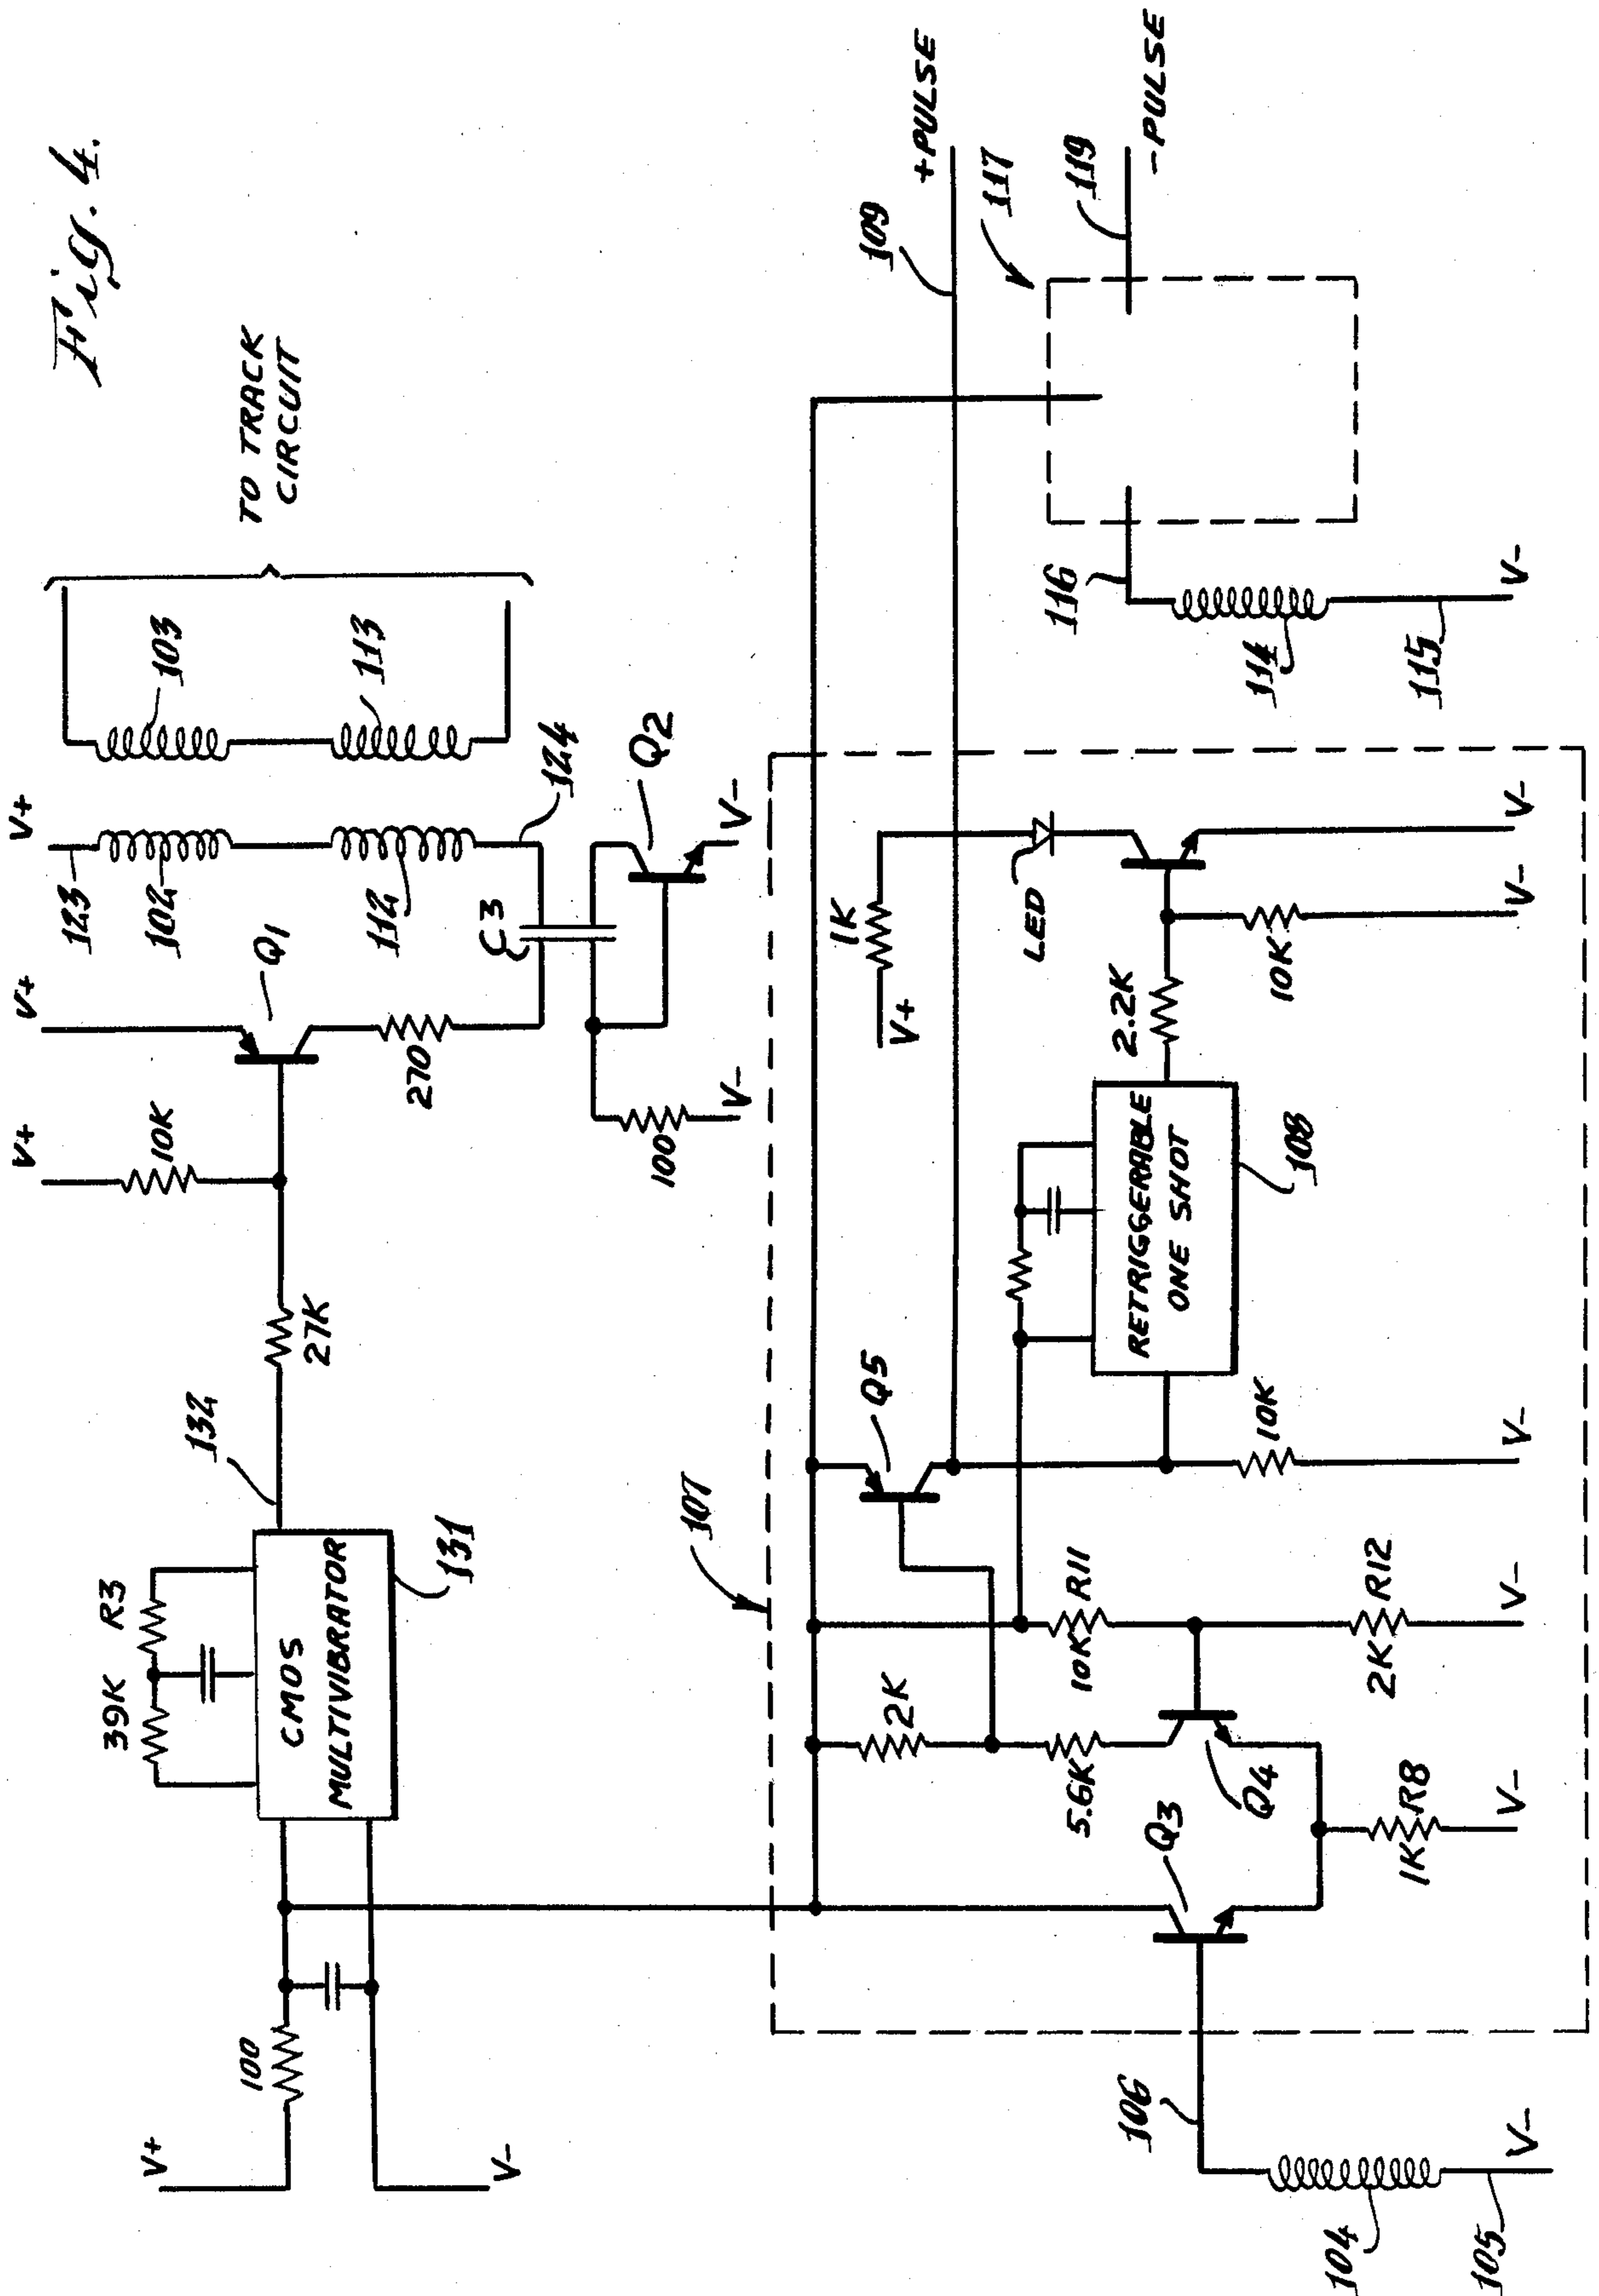 Fig. 4.
V+
100
V-
39K
R3
CMOS
MULTIVIBRATOR
131
132
27K
V+
10K
V+
Q1
270
V+
123
102
112
C3
124
100
V-
Q2
V-
103
113
TO TRACK
CIRCUIT
107
104
105
V-
106
Q3
1K
R8
V-
2K
5.6K
Q4
10K
R11
2K
R12
V-
Q5
10K
V-
RETRIGGERABLE
ONE SHOT
108
2.2K
V+
1K
LED
10K
V-
V-
109
+PULSE
117
116
114
115
V-
119
-PULSE